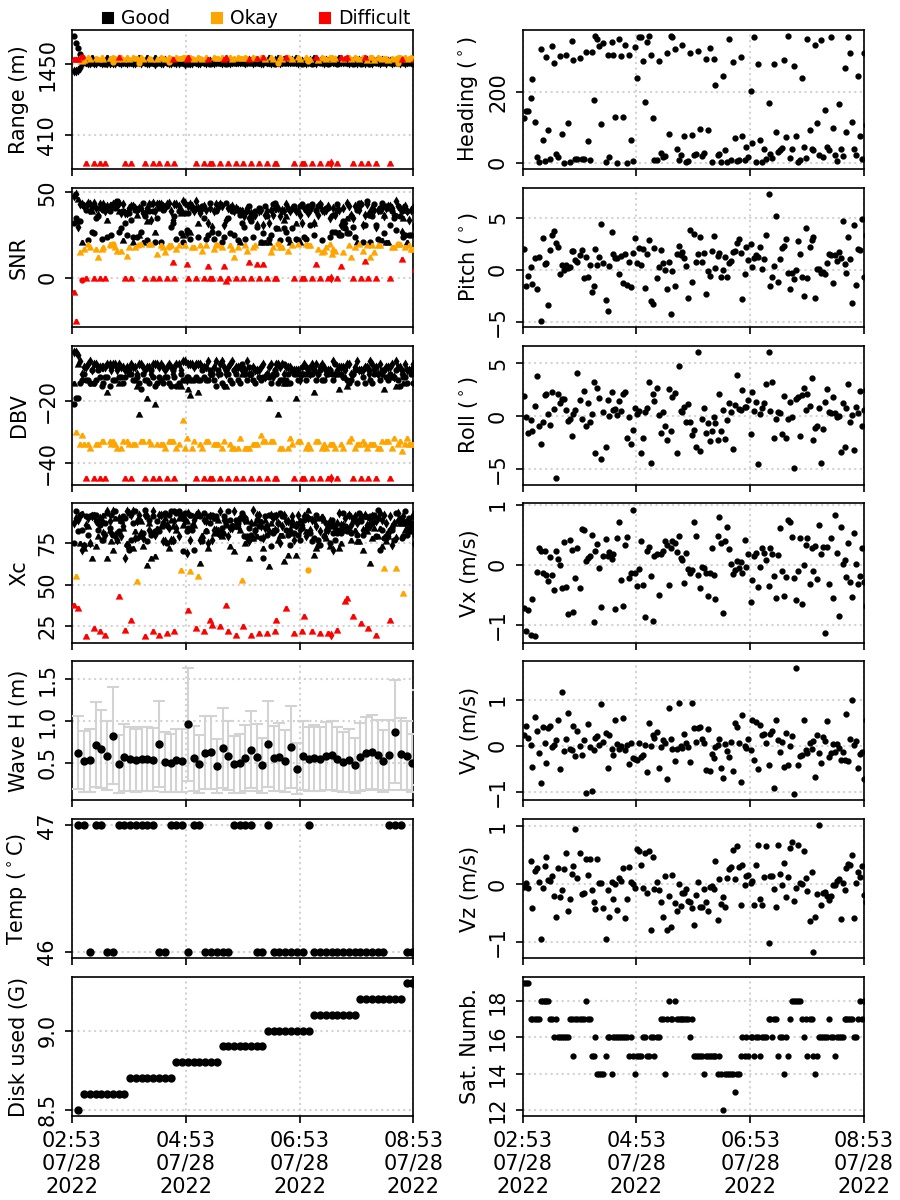 Good Okay Difficult
Range (m)
1450
410
Heading (°)
200
0
SNR
50
0
Pitch (°)
5
0
−5
DBV
−20
−40
Roll (°)
5
0
−5
Xc
75
50
25
Vx (m/s)
1
0
−1
Wave H (m)
1.5
1.0
0.5
Vy (m/s)
1
0
−1
Temp (°C)
47
46
Vz (m/s)
1
0
−1
Disk used (G)
9.0
8.5
Sat. Numb.
18
16
14
12
02:53 04:53 06:53 08:53
07/28 07/28 07/28 07/28
2022 2022 2022 2022
02:53 04:53 06:53 08:53
07/28 07/28 07/28 07/28
2022 2022 2022 2022